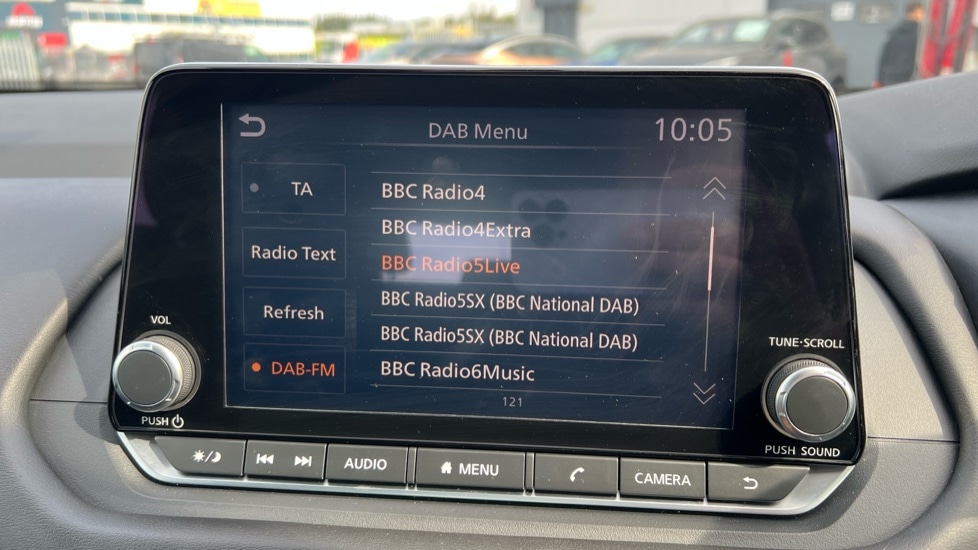 DAB Menu
10:05
TA
Radio Text
Refresh
DAB-FM
BBC Radio4
BBC Radio4Extra
BBC Radio5Live
BBC Radio5SX (BBC National DAB)
BBC Radio5SX (BBC National DAB)
BBC Radio6Music
121
VOL
PUSH
TUNE·SCROLL
PUSH SOUND
AUDIO
MENU
CAMERA